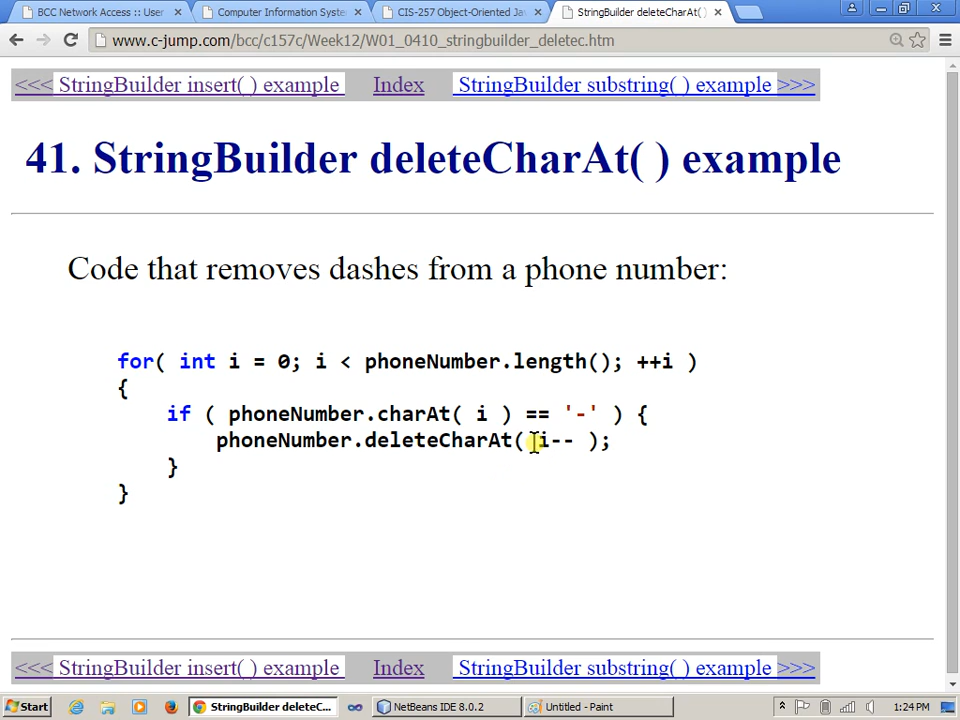 BCC Network Access :: User
Computer Information System
CIS-257 Object-Oriented Jav
StringBuilder deleteCharAt( )
www.c-jump.com/bcc/c157c/Week12/W01_0410_stringbuilder_deletec.htm
<<< StringBuilder insert( ) example Index StringBuilder substring( ) example >>>
41. StringBuilder deleteCharAt( ) example
Code that removes dashes from a phone number:
for( int i = 0; i < phoneNumber.length(); ++i )
{
if ( phoneNumber.charAt( i ) == '-' ) {
phoneNumber.deleteCharAt( i-- );
}
}
<<< StringBuilder insert( ) example Index StringBuilder substring( ) example >>>
Start StringBuilder deleteC... NetBeans IDE 8.0.2 Untitled - Paint 1:24 PM